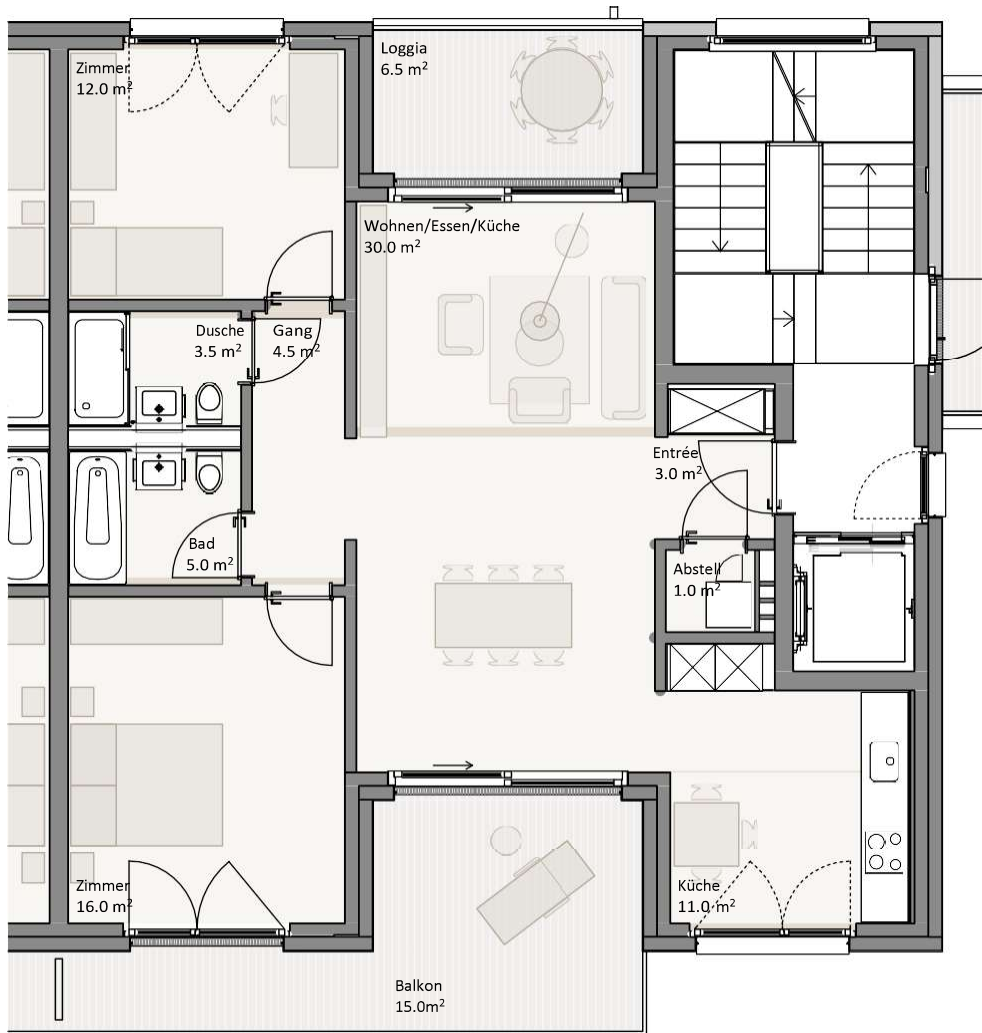 Zimmer
12.0 m²
Loggia
6.5 m²
Wohnen/Essen/Küche
30.0 m²
Dusche
3.5 m²
Gang
4.5 m²
Entrée
3.0 m²
Bad
5.0 m²
Abstell
1.0 m²
Zimmer
16.0 m²
Küche
11.0 m²
Balkon
15.0m²